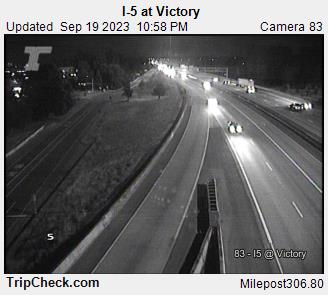 I-5 at Victory
Updated Sep 19 2023 10:58 PM Camera 83
T
S
83 - I5 @ Victory
TripCheck.com Milepost306.80